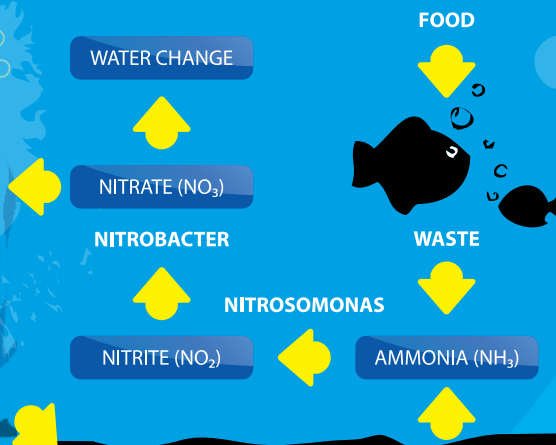 FOOD
WATER CHANGE
NITRATE (NO₃)
NITROBACTER
WASTE
NITROSOMONAS
NITRITE (NO₂)
AMMONIA (NH₃)